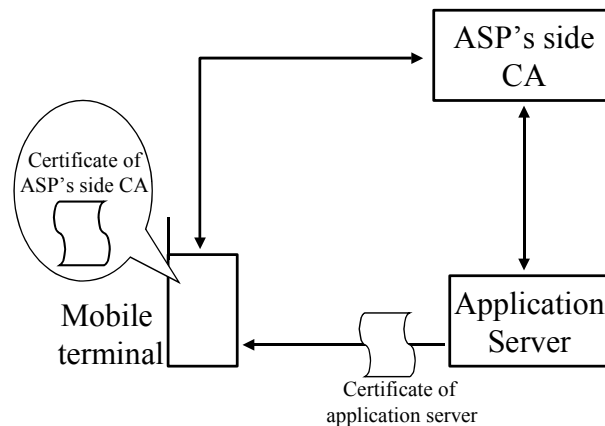 ASP’s side
CA
Certificate of
ASP’s side CA
Mobile
terminal
Application
Server
Certificate of
application server